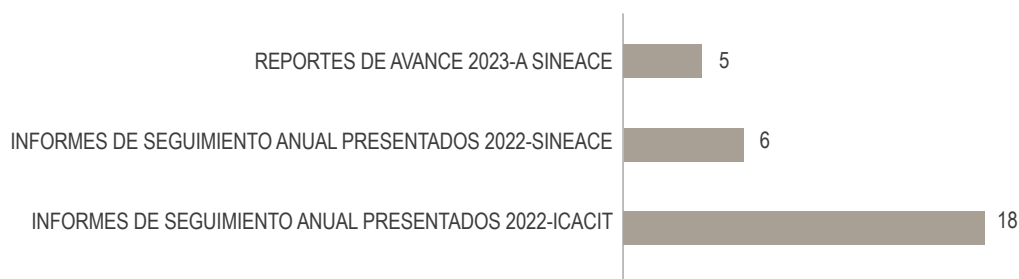 REPORTES DE AVANCE 2023-A SINEACE 5
INFORMES DE SEGUIMIENTO ANUAL PRESENTADOS 2022-SINEACE 6
INFORMES DE SEGUIMIENTO ANUAL PRESENTADOS 2022-ICACIT 18